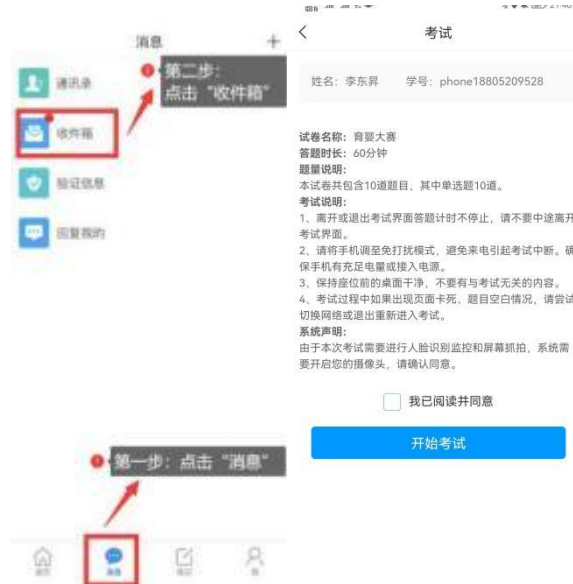 消息
+
第二步：
点击“收件箱”
通讯录
收件箱
验证信息
回复我的
第一步：点击“消息”
消息
我
考试
姓名：李东昇 学号：phone18805209528
试卷名称：育婴大赛
答题时长：60分钟
题量说明：
本试卷共包含10道题目，其中单选题10道。
考试说明：
1、离开或退出考试界面答题计时不停止，请不要中途离开
考试界面。
2、请将手机调至免打扰模式，避免来电引起考试中断。确
保手机有充足电量或接入电源。
3、保持座位前的桌面干净，不要有与考试无关的内容。
4、考试过程中如果出现页面卡死、题目空白情况，请尝试
切换网络或退出重新进入考试。
系统声明：
由于本次考试需要进行人脸识别监控和屏幕抓拍，系统需
要开启您的摄像头，请确认同意。
我已阅读并同意
开始考试